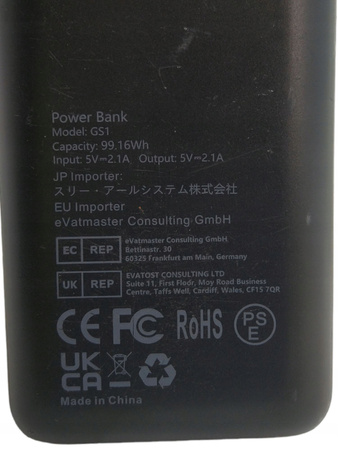 Power Bank
Model: GS1
Capacity: 99.16Wh
Input: 5V⎓2.1A Output: 5V⎓2.1A
JP Importer:
スリー・アールシステム株式会社
EU Importer
eVatmaster Consulting GmbH
EC REP
eVatmaster Consulting GmbH
Bettinastr. 30
60325 Frankfurt am Main, Germany
UK REP
EVATOST CONSULTING LTD
Suite 11, First Floor, Moy Road Business
Centre, Taffs Well, Cardiff, Wales, CF15 7QR
CE FC RoHS PSE
UKCA
Made in China